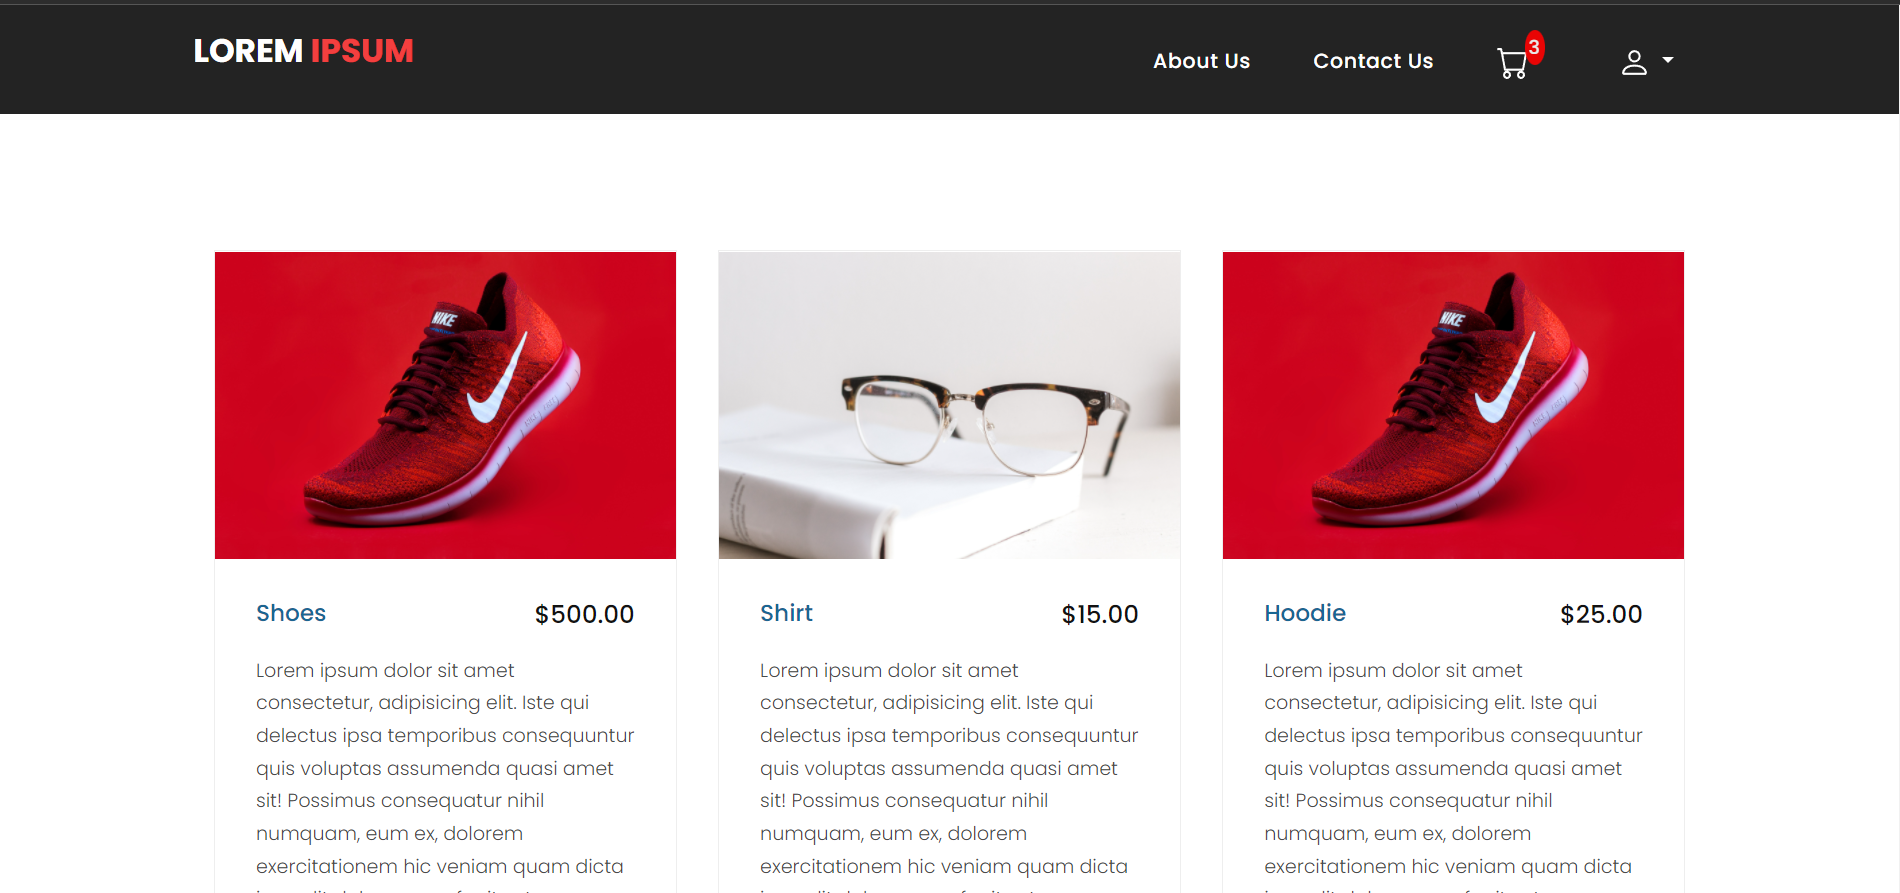 LOREM IPSUM
About Us
Contact Us
3
NIKE
NIKE
Shoes
$500.00
Lorem ipsum dolor sit amet
consectetur, adipisicing elit. Iste qui
delectus ipsa temporibus consequuntur
quis voluptas assumenda quasi amet
sit! Possimus consequatur nihil
numquam, eum ex, dolorem
exercitationem hic veniam quam dicta
Shirt
$15.00
Lorem ipsum dolor sit amet
consectetur, adipisicing elit. Iste qui
delectus ipsa temporibus consequuntur
quis voluptas assumenda quasi amet
sit! Possimus consequatur nihil
numquam, eum ex, dolorem
exercitationem hic veniam quam dicta
Hoodie
$25.00
Lorem ipsum dolor sit amet
consectetur, adipisicing elit. Iste qui
delectus ipsa temporibus consequuntur
quis voluptas assumenda quasi amet
sit! Possimus consequatur nihil
numquam, eum ex, dolorem
exercitationem hic veniam quam dicta